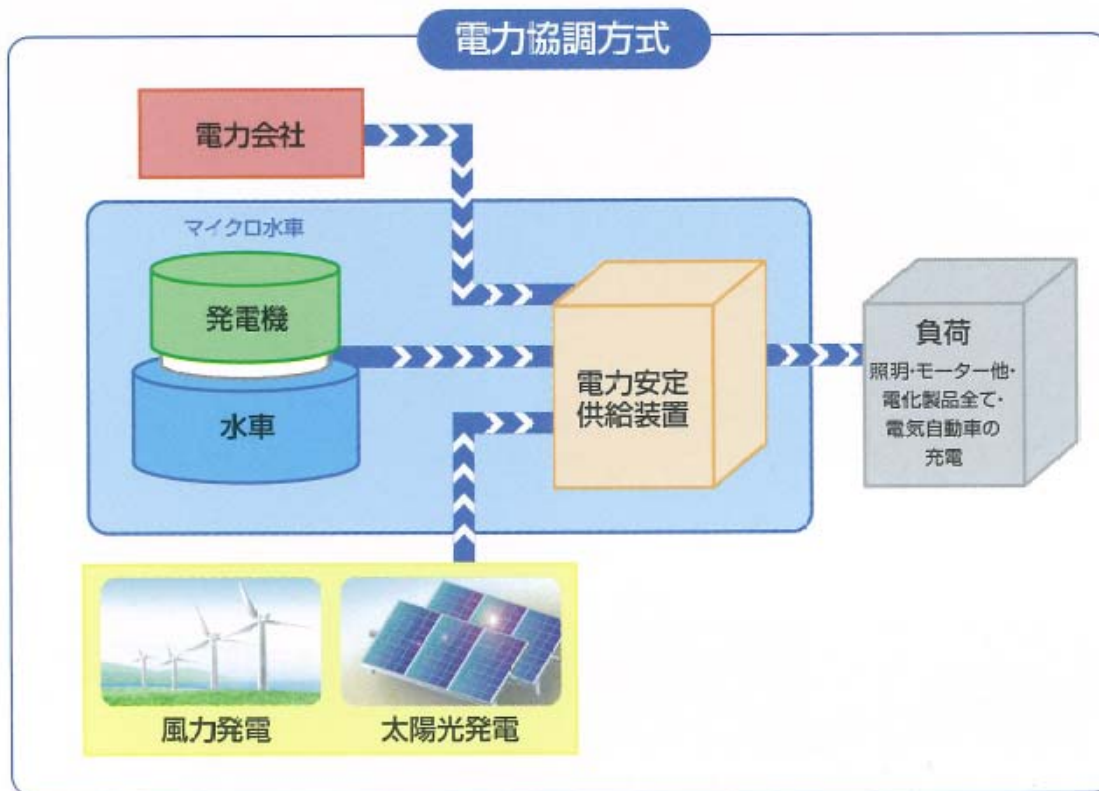 電力協調方式
電力会社
マイクロ水車
発電機
水車
電力安定
供給装置
負荷
照明・モーター他・
電化製品全て・
電気自動車の
充電
風力発電
太陽光発電